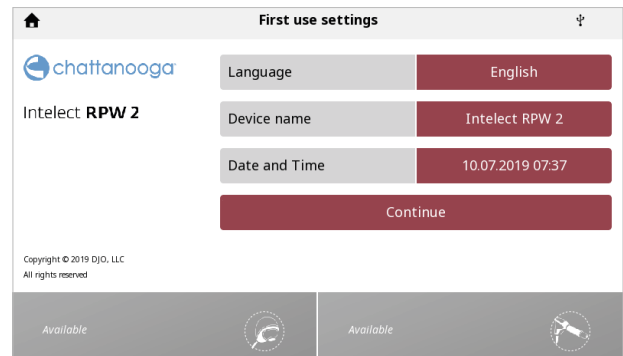 First use settings
chattanooga
Intelect RPW 2
Language English
Device name Intelect RPW 2
Date and Time 10.07.2019 07:37
Continue
Copyright © 2019 DJO, LLC
All rights reserved
Available Available